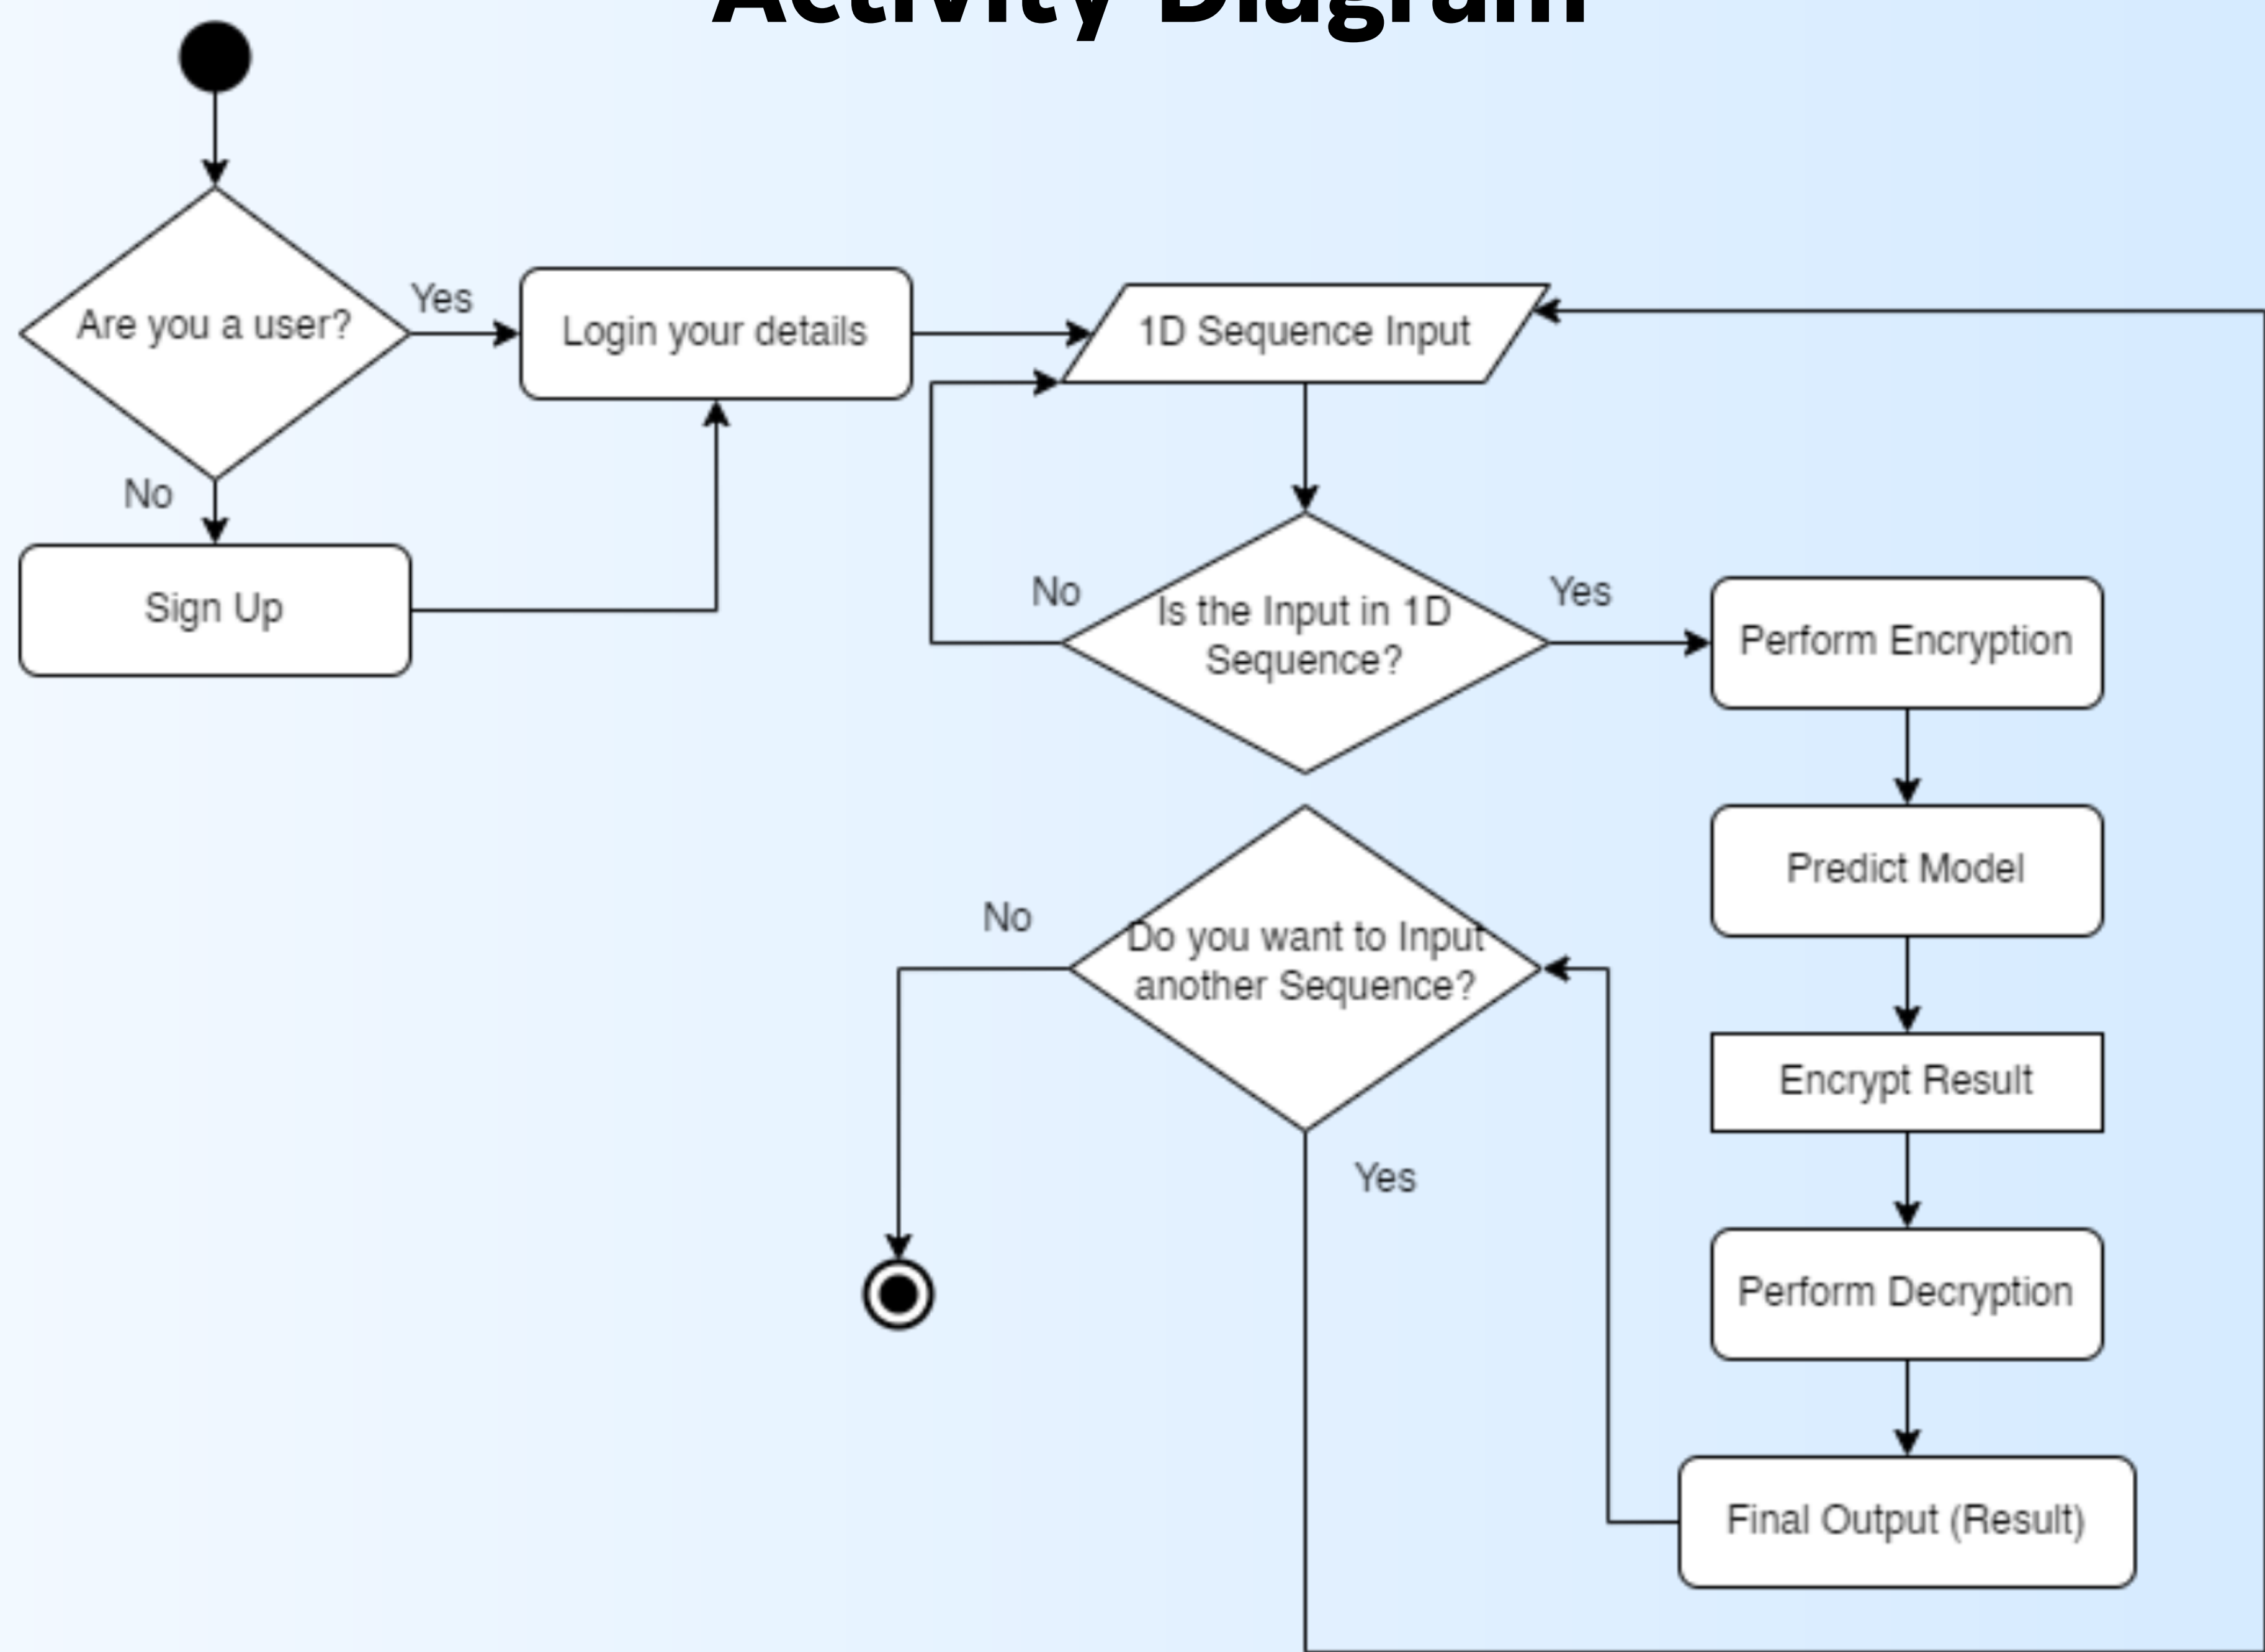 Activity Diagram
Are you a user?
Yes
Login your details
1D Sequence Input
No
Sign Up
No
Is the Input in 1D
Sequence?
Yes
Perform Encryption
Predict Model
No
Do you want to Input
another Sequence?
Yes
Encrypt Result
Perform Decryption
Final Output (Result)